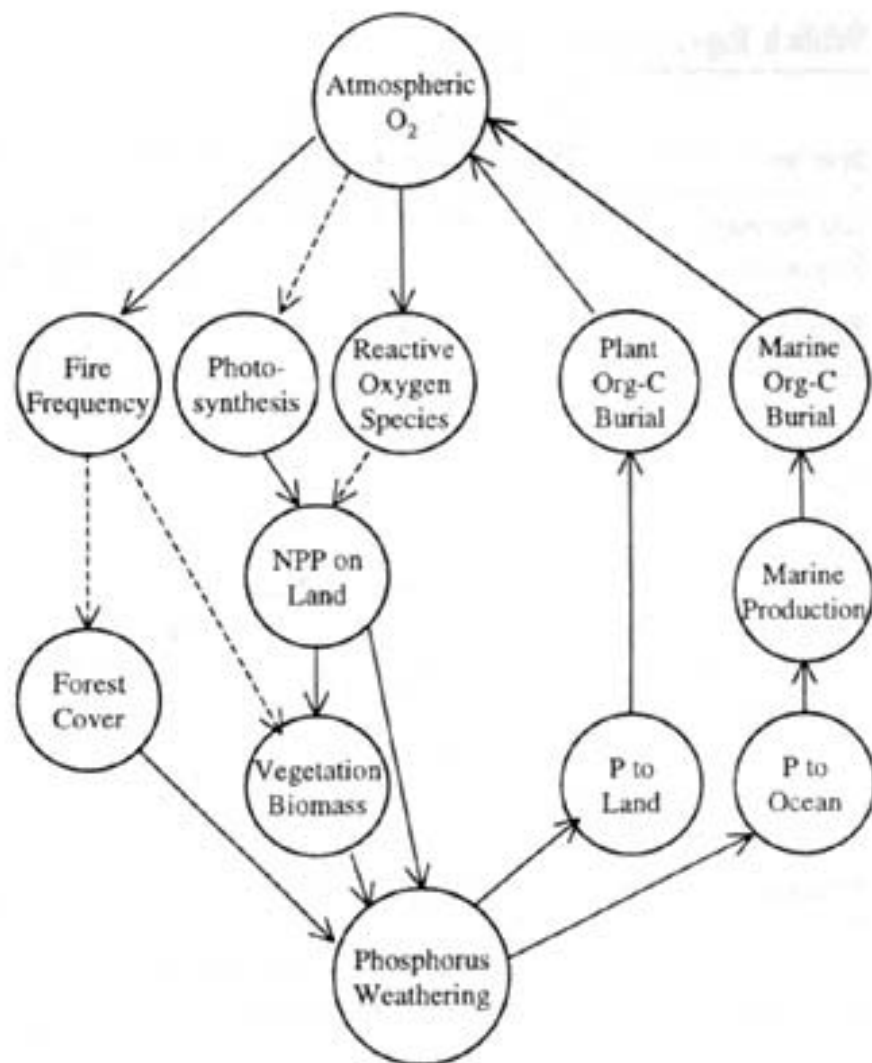 Atmospheric
O₂
Fire
Frequency
Photo-
synthesis
Reactive
Oxygen
Species
Plant
Org-C
Burial
Marine
Org-C
Burial
NPP on
Land
Marine
Production
Forest
Cover
Vegetation
Biomass
P to
Land
P to
Ocean
Phosphorus
Weathering